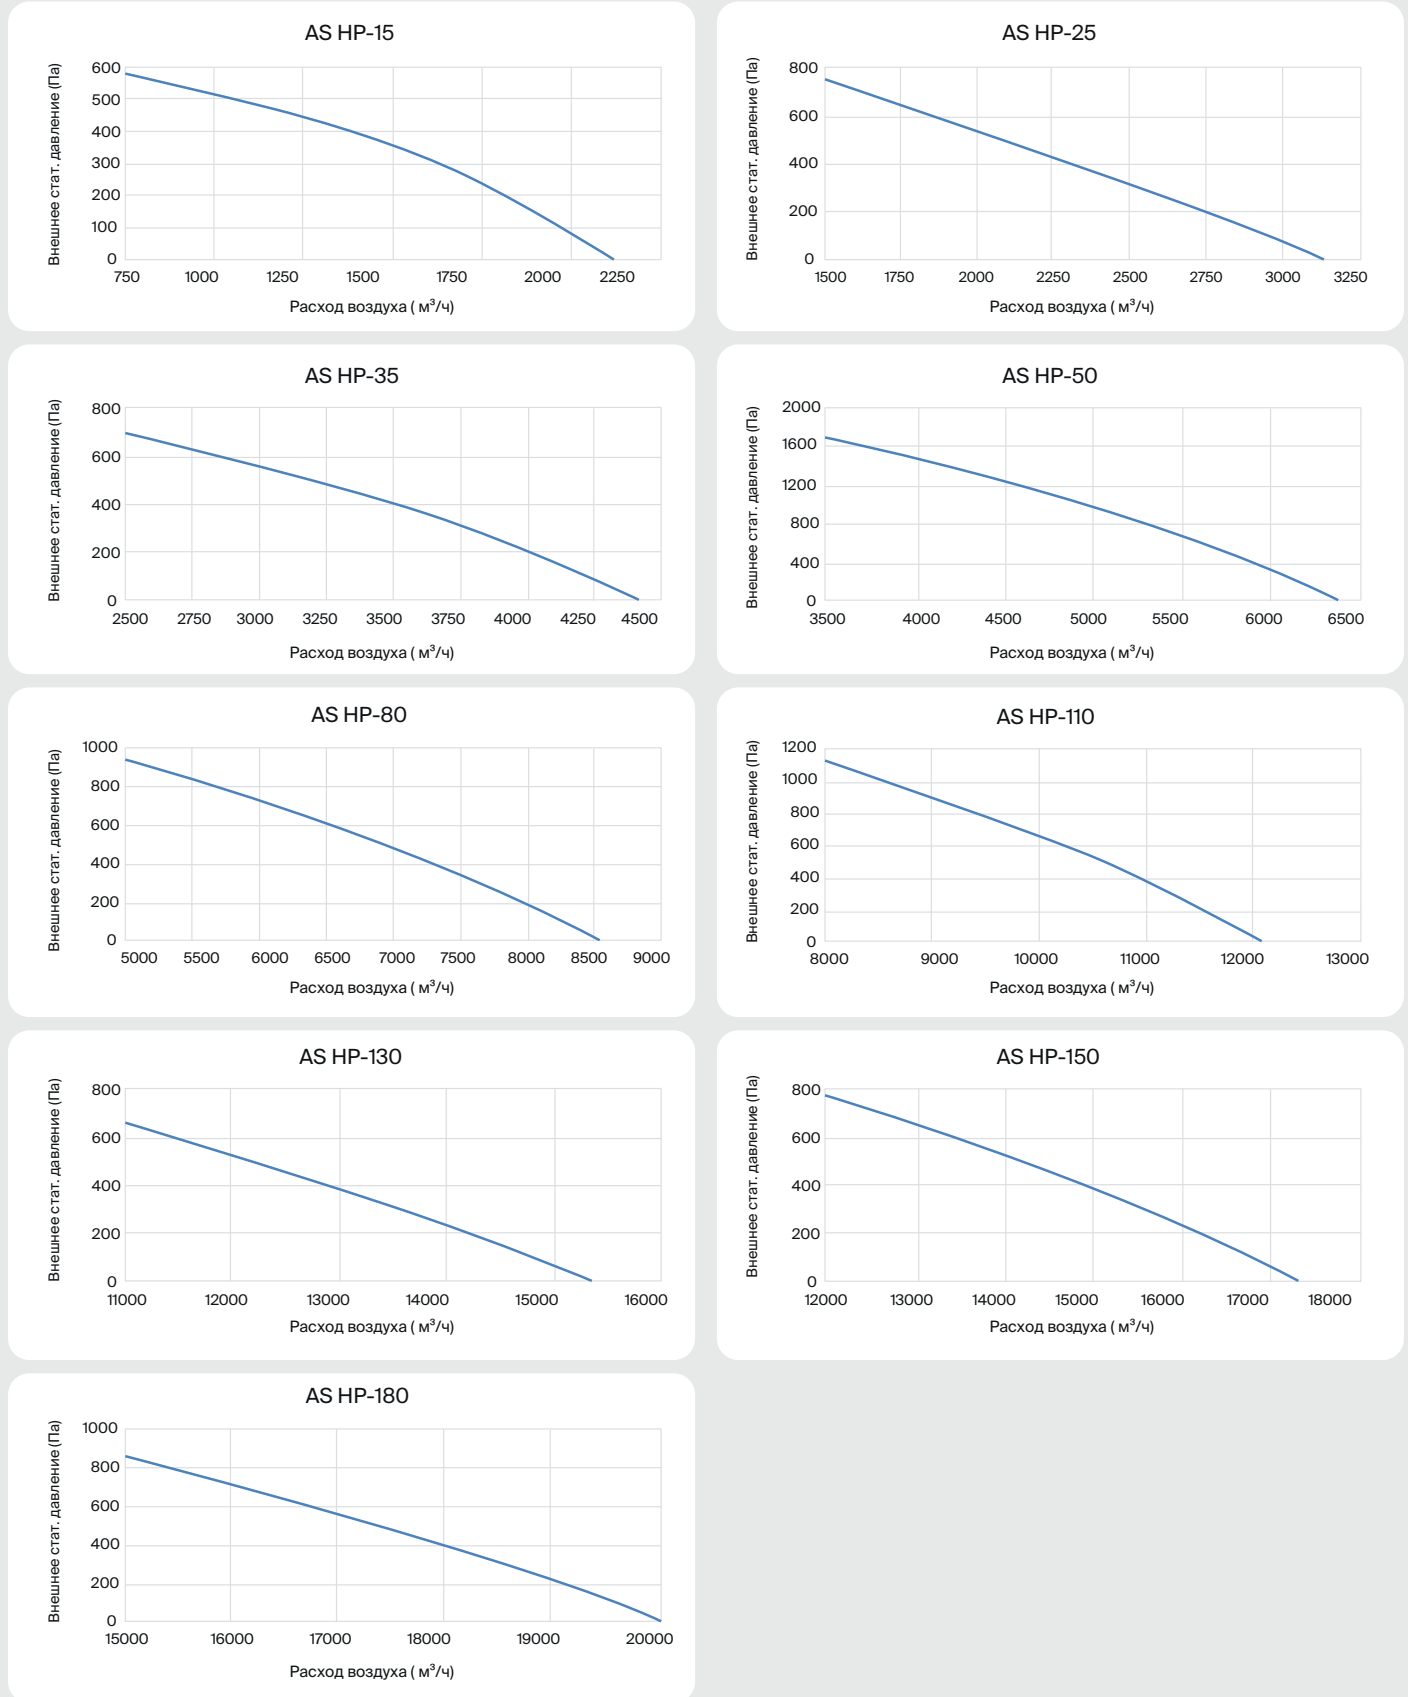 AS HP-15
Внешнее стат. давление (Па)
600
500
400
300
200
100
0
750 1000 1250 1500 1750 2000 2250
Расход воздуха ( м³/ч)
AS HP-25
Внешнее стат. давление (Па)
800
600
400
200
0
1500 1750 2000 2250 2500 2750 3000 3250
Расход воздуха ( м³/ч)
AS HP-35
Внешнее стат. давление (Па)
800
600
400
200
0
2500 2750 3000 3250 3500 3750 4000 4250 4500
Расход воздуха ( м³/ч)
AS HP-50
Внешнее стат. давление (Па)
2000
1600
1200
800
400
0
3500 4000 4500 5000 5500 6000 6500
Расход воздуха ( м³/ч)
AS HP-80
Внешнее стат. давление (Па)
1000
800
600
400
200
0
5000 5500 6000 6500 7000 7500 8000 8500 9000
Расход воздуха ( м³/ч)
AS HP-110
Внешнее стат. давление (Па)
1200
1000
800
600
400
200
0
8000 9000 10000 11000 12000 13000
Расход воздуха ( м³/ч)
AS HP-130
Внешнее стат. давление (Па)
800
600
400
200
0
11000 12000 13000 14000 15000 16000
Расход воздуха ( м³/ч)
AS HP-150
Внешнее стат. давление (Па)
800
600
400
200
0
12000 13000 14000 15000 16000 17000 18000
Расход воздуха ( м³/ч)
AS HP-180
Внешнее стат. давление (Па)
1000
800
600
400
200
0
15000 16000 17000 18000 19000 20000
Расход воздуха ( м³/ч)